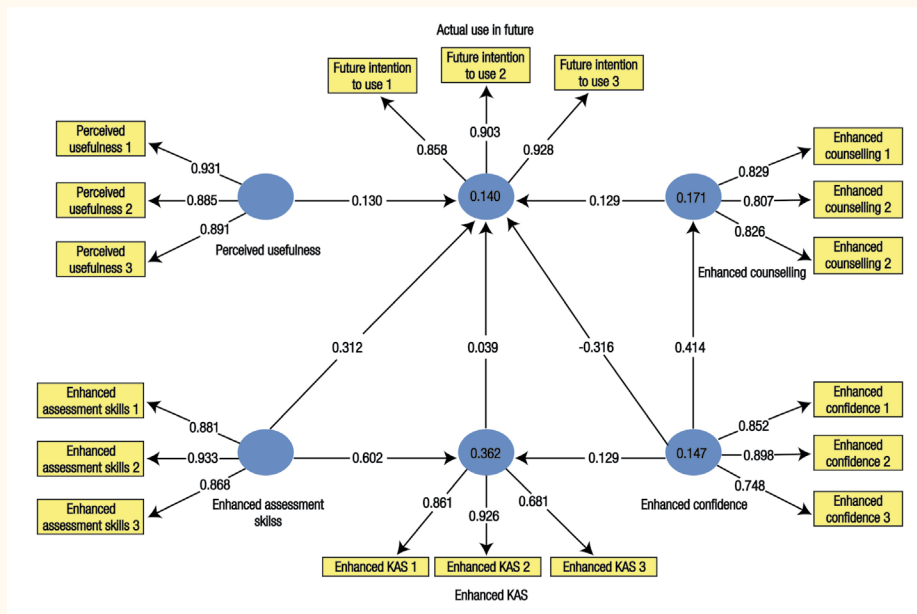 Actual use in future
Future intention
to use 1
Future intention
to use 2
Future intention
to use 3
0.858
0.903
0.928
Perceived
usefulness 1
Perceived
usefulness 2
Perceived
usefulness 3
0.931
0.885
0.891
Perceived usefulness
0.130
0.140
0.129
0.171
Enhanced counselling
0.829
0.807
0.826
Enhanced
counselling 1
Enhanced
counselling 2
Enhanced
counselling 2
0.312
0.039
-0.316
0.414
Enhanced
assessment skills 1
Enhanced
assessment skills 2
Enhanced
assessment skills 3
0.881
0.933
0.868
Enhanced assessment
skilss
0.602
0.362
0.129
0.147
Enhanced confidence
0.852
0.898
0.748
Enhanced
confidence 1
Enhanced
confidence 2
Enhanced
confidence 3
0.861
0.926
0.681
Enhanced KAS 1
Enhanced KAS 2
Enhanced KAS 3
Enhanced KAS